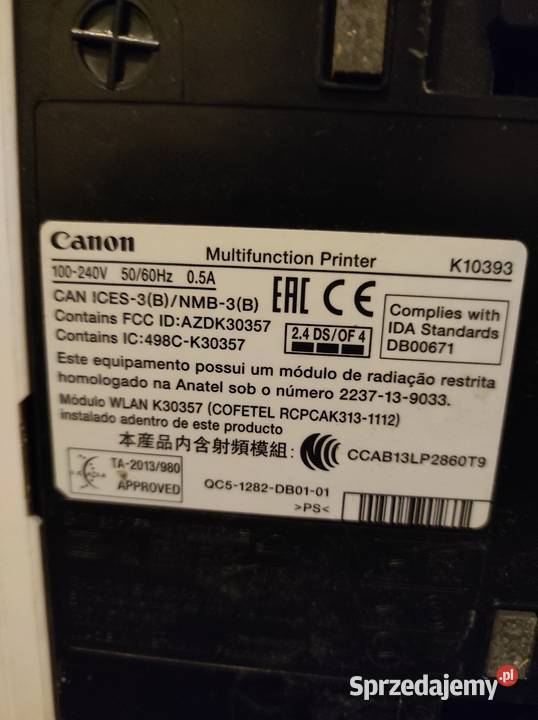 Canon
Multifunction Printer K10393
100-240V 50/60Hz 0.5A
CAN ICES-3(B)/NMB-3(B)
EAC CE
Contains FCC ID:AZDK30357
Contains IC:498C-K30357
2.4 DS/OF 4
Complies with
IDA Standards
DB00671
Este equipamento possui um módulo de radiação restrita
homologado na Anatel sob o número 2237-13-9033.
Módulo WLAN K30357 (COFETEL RCPCAK313-1112)
instalado adentro de este producto
本産品内含射頻模組: CCAB13LP2860T9
TA-2013/980
APPROVED
QC5-1282-DB01-01
>PS<
Sprzedajemy.pl